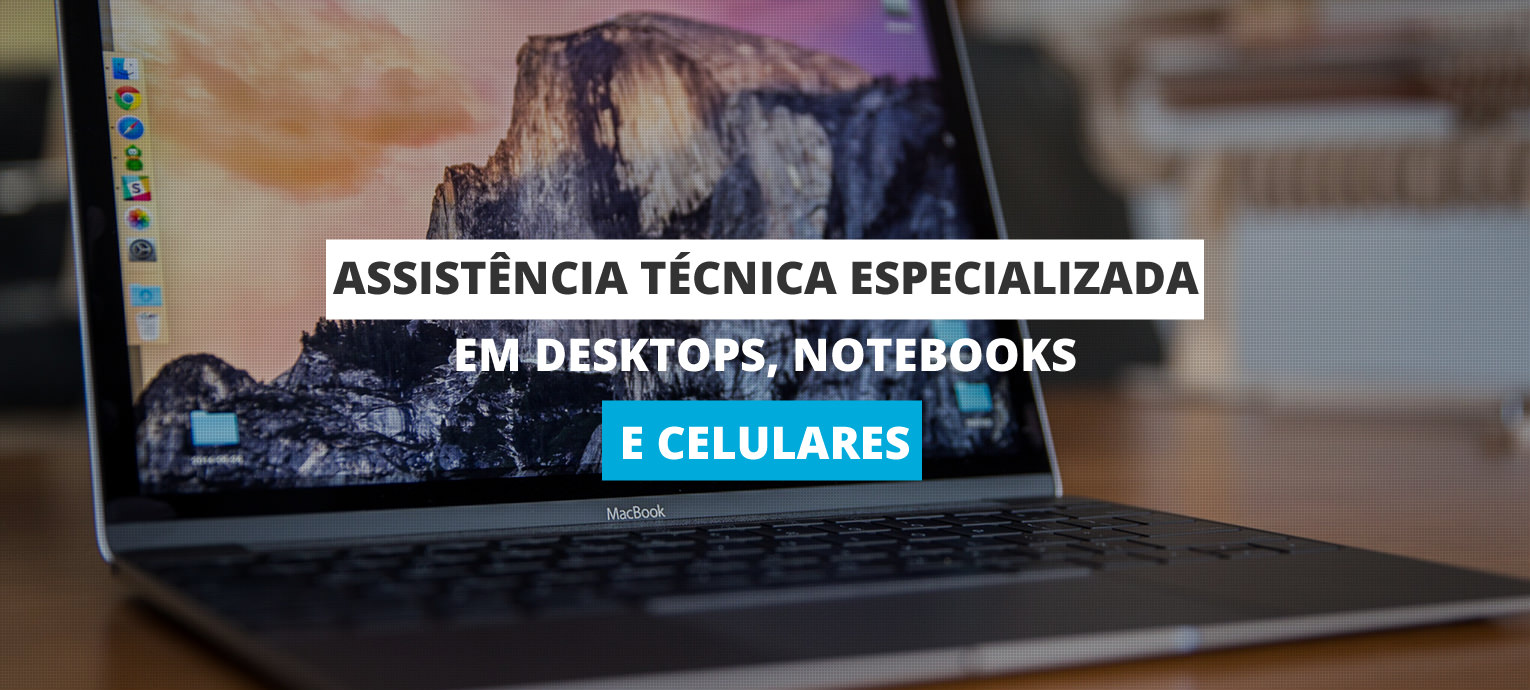 ASSISTÊNCIA TÉCNICA ESPECIALIZADA
EM DESKTOPS, NOTEBOOKS
E CELULARES
MacBook